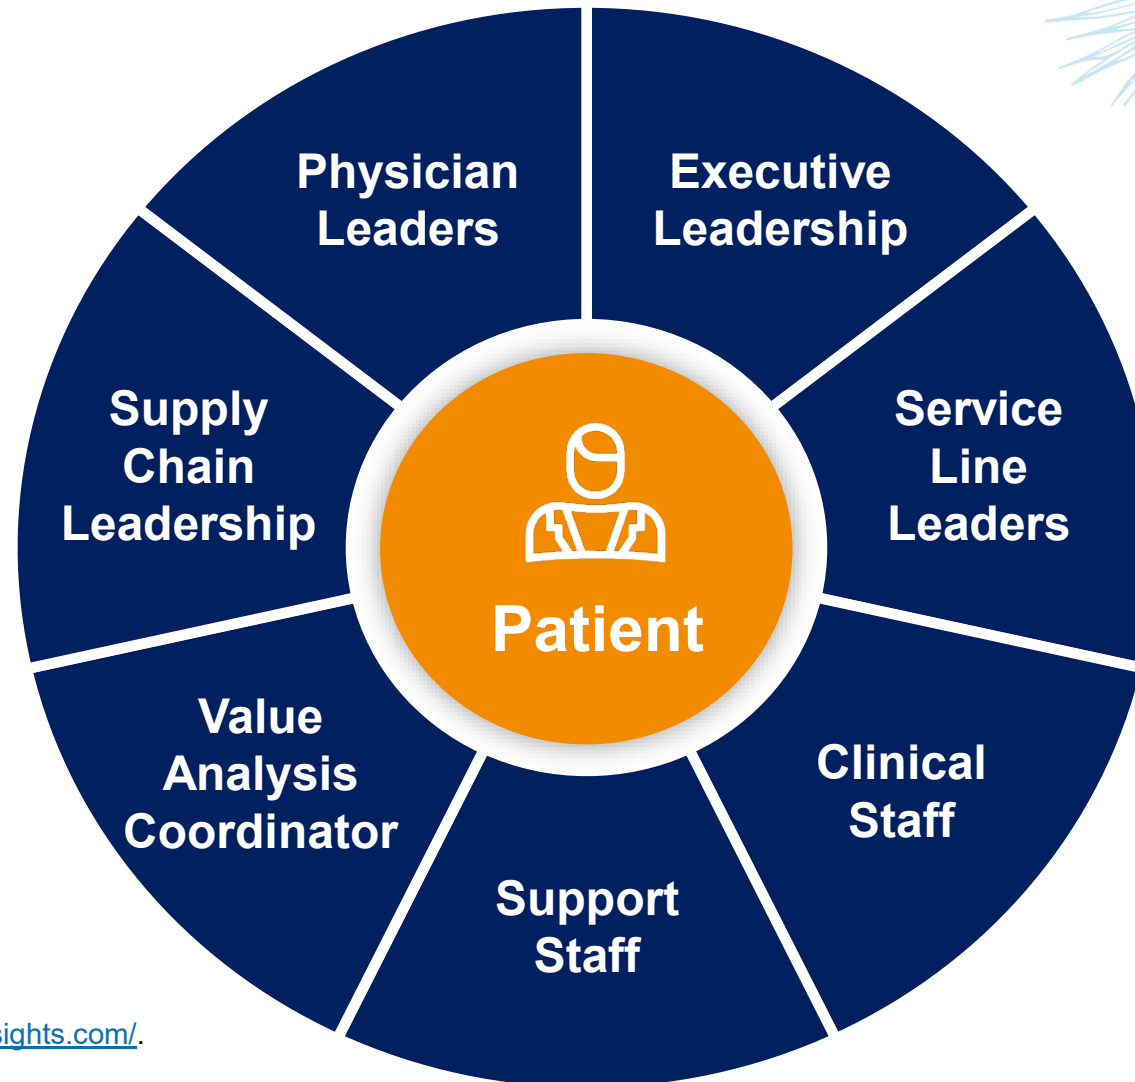 Physician
Leaders
Executive
Leadership
Supply
Chain
Leadership
Service
Line
Leaders
Patient
Value
Analysis
Coordinator
Clinical
Staff
Support
Staff
sights.com/.